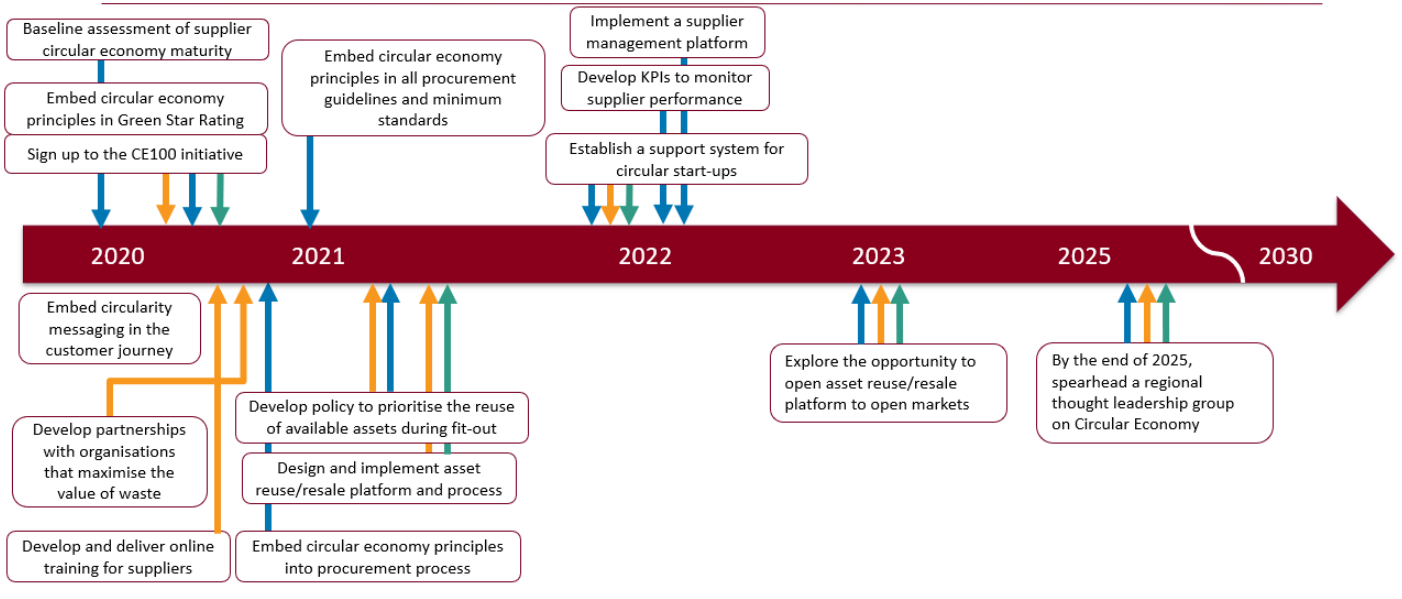 Baseline assessment of supplier
circular economy maturity
Embed circular economy
principles in Green Star Rating
Sign up to the CE100 initiative
Embed circular economy
principles in all procurement
guidelines and minimum
standards
Implement a supplier
management platform
Develop KPIs to monitor
supplier performance
Establish a support system for
circular start-ups
2020
2021
2022
2023
2025
2030
Embed circularity
messaging in the
customer journey
Develop partnerships
with organisations
that maximise the
value of waste
Develop and deliver online
training for suppliers
Develop policy to prioritise the reuse
of available assets during fit-out
Design and implement asset
reuse/resale platform and process
Embed circular economy principles
into procurement process
Explore the opportunity to
open asset reuse/resale
platform to open markets
By the end of 2025,
spearhead a regional
thought leadership group
on Circular Economy